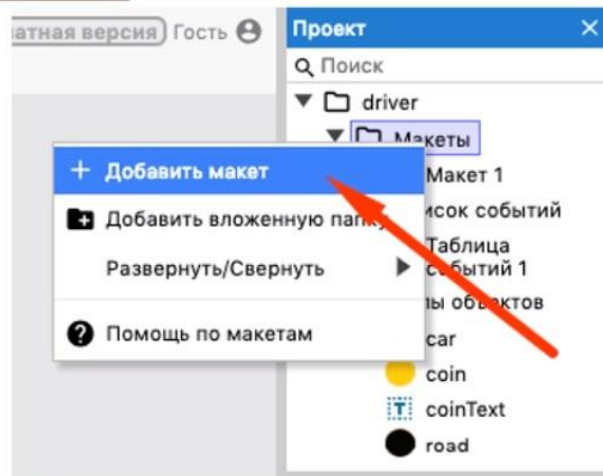 атная версия) Гость
Проект
Поиск
driver
Макеты
+ Добавить макет
Макет 1
Добавить вложенную папку
исок событий
Таблица
событий 1
Развернуть/Свернуть
ы объектов
Помощь по макетам
car
coin
T coinText
road